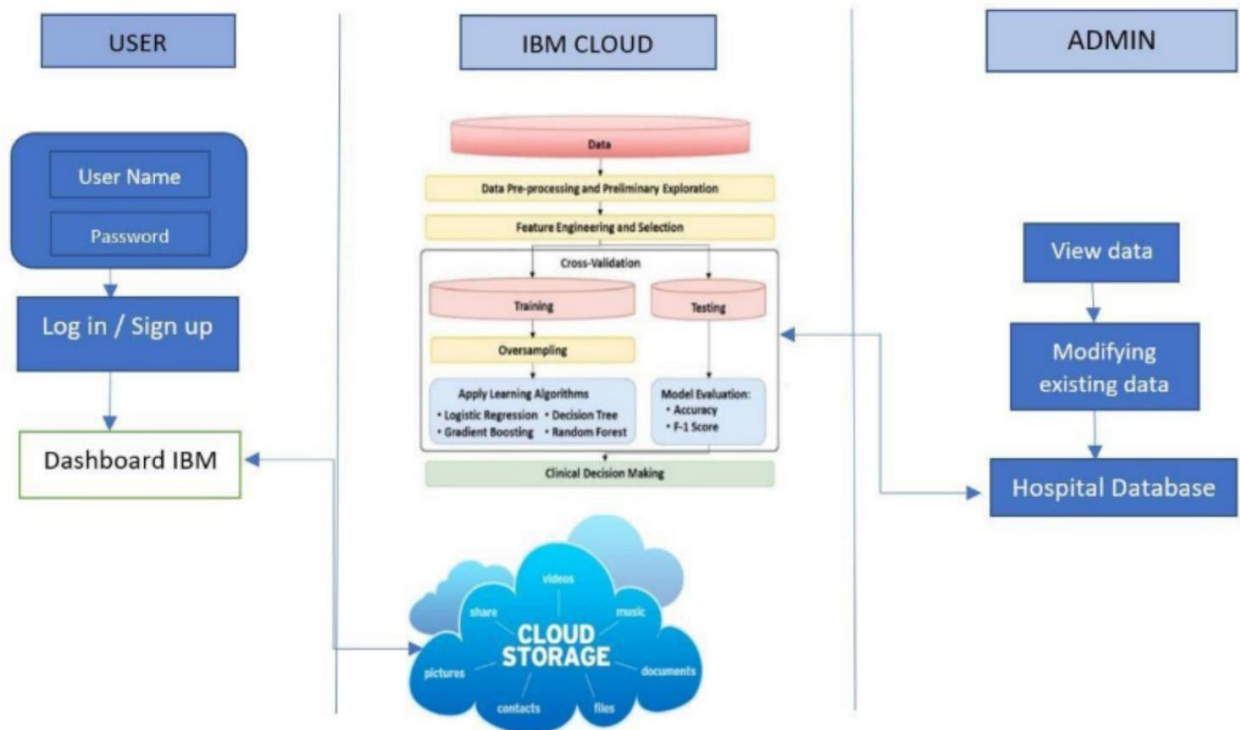 USER
User Name
Password
Log in / Sign up
Dashboard IBM
IBM CLOUD
Data
Data Pre-processing and Preliminary Exploration
Feature Engineering and Selection
Cross-Validation
Training
Testing
Oversampling
Apply Learning Algorithms
• Logistic Regression • Decision Tree
• Gradient Boosting • Random Forest
Model Evaluation:
• Accuracy
• F-1 Score
Clinical Decision Making
videos
share
music
CLOUD
STORAGE
pictures
documents
contacts
files
ADMIN
View data
Modifying
existing data
Hospital Database